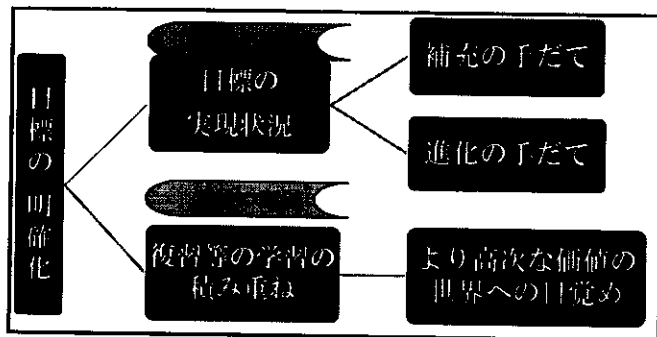 目標の明確化
目標の
実現状況
補充の手だて
進化の手だて
復習等の学習の
積み重ね
より高次な価値の
世界への目覚め